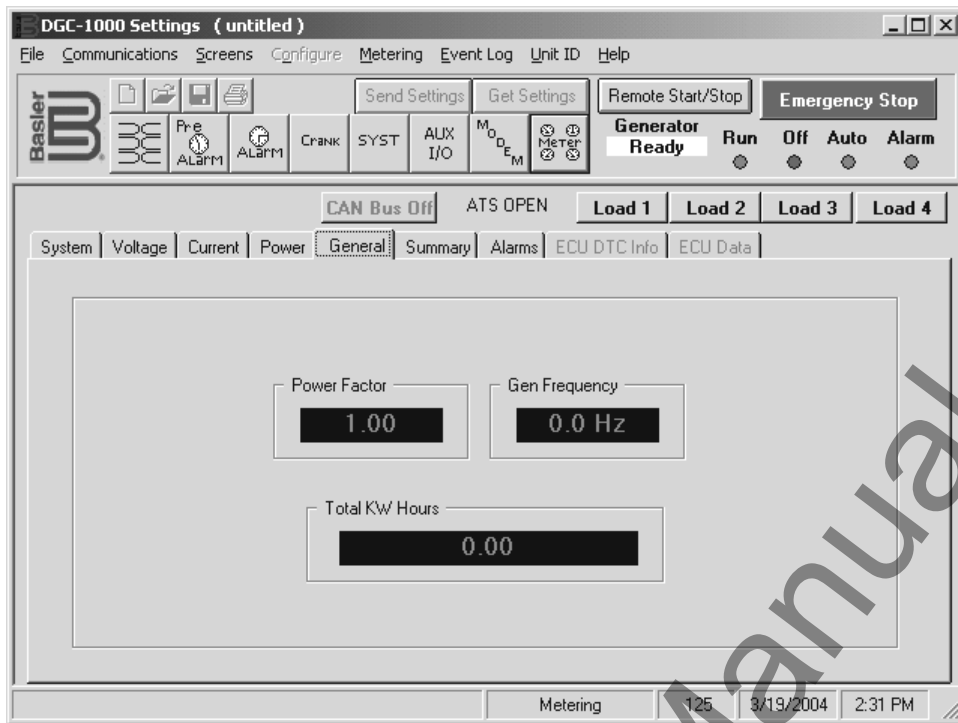 DGC-1000 Settings ( untitled )
File Communications Screens Configure Metering Event Log Unit ID Help
Basler
Send Settings Get Settings Remote Start/Stop Emergency Stop
Pre ALarm ALarm Crank SYST AUX I/O MODEM MeTer
Generator Ready Run Off Auto Alarm
CAN Bus Off ATS OPEN Load 1 Load 2 Load 3 Load 4
System Voltage Current Power General Summary Alarms ECU DTC Info ECU Data
Power Factor Gen Frequency
1.00 0.0 Hz
Total KW Hours
0.00
Metering 125 3/19/2004 2:31 PM
Manual